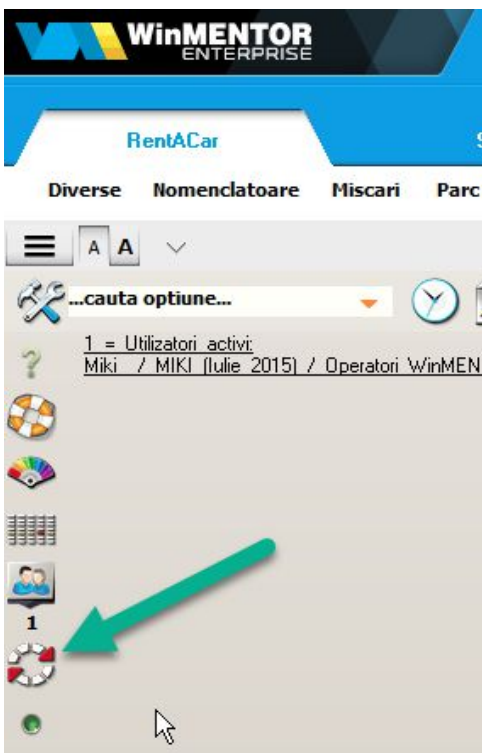 WinMENTOR
ENTERPRISE
RentACar
Diverse Nomenclatoare Miscari Parc
A A
...cauta optiune...
1 = Utilizatori activi:
Miki / MIKI (Iulie 2015) / Operatori WinMEN
?
1